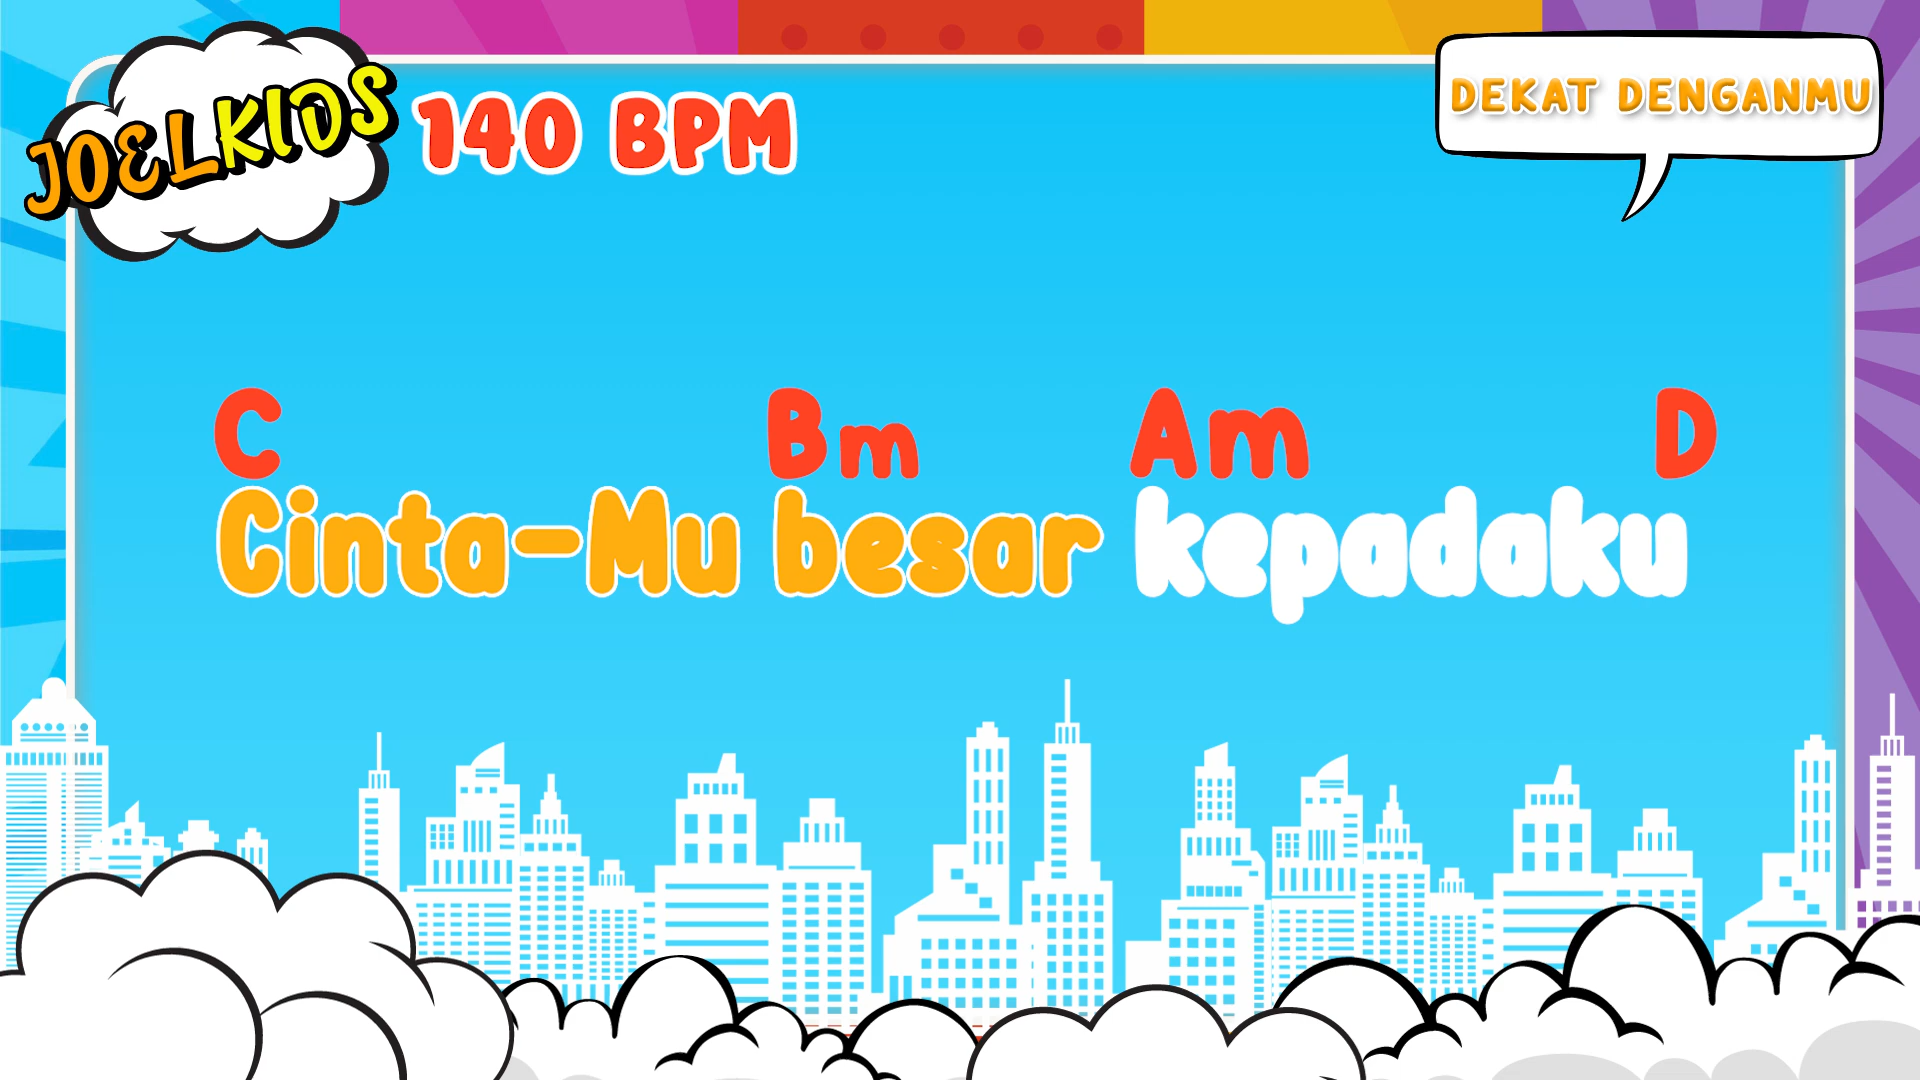 JOELKIDS
140 BPM
DEKAT DENGANMU
C Bm Am D
Cinta-Mu besar kepadaku